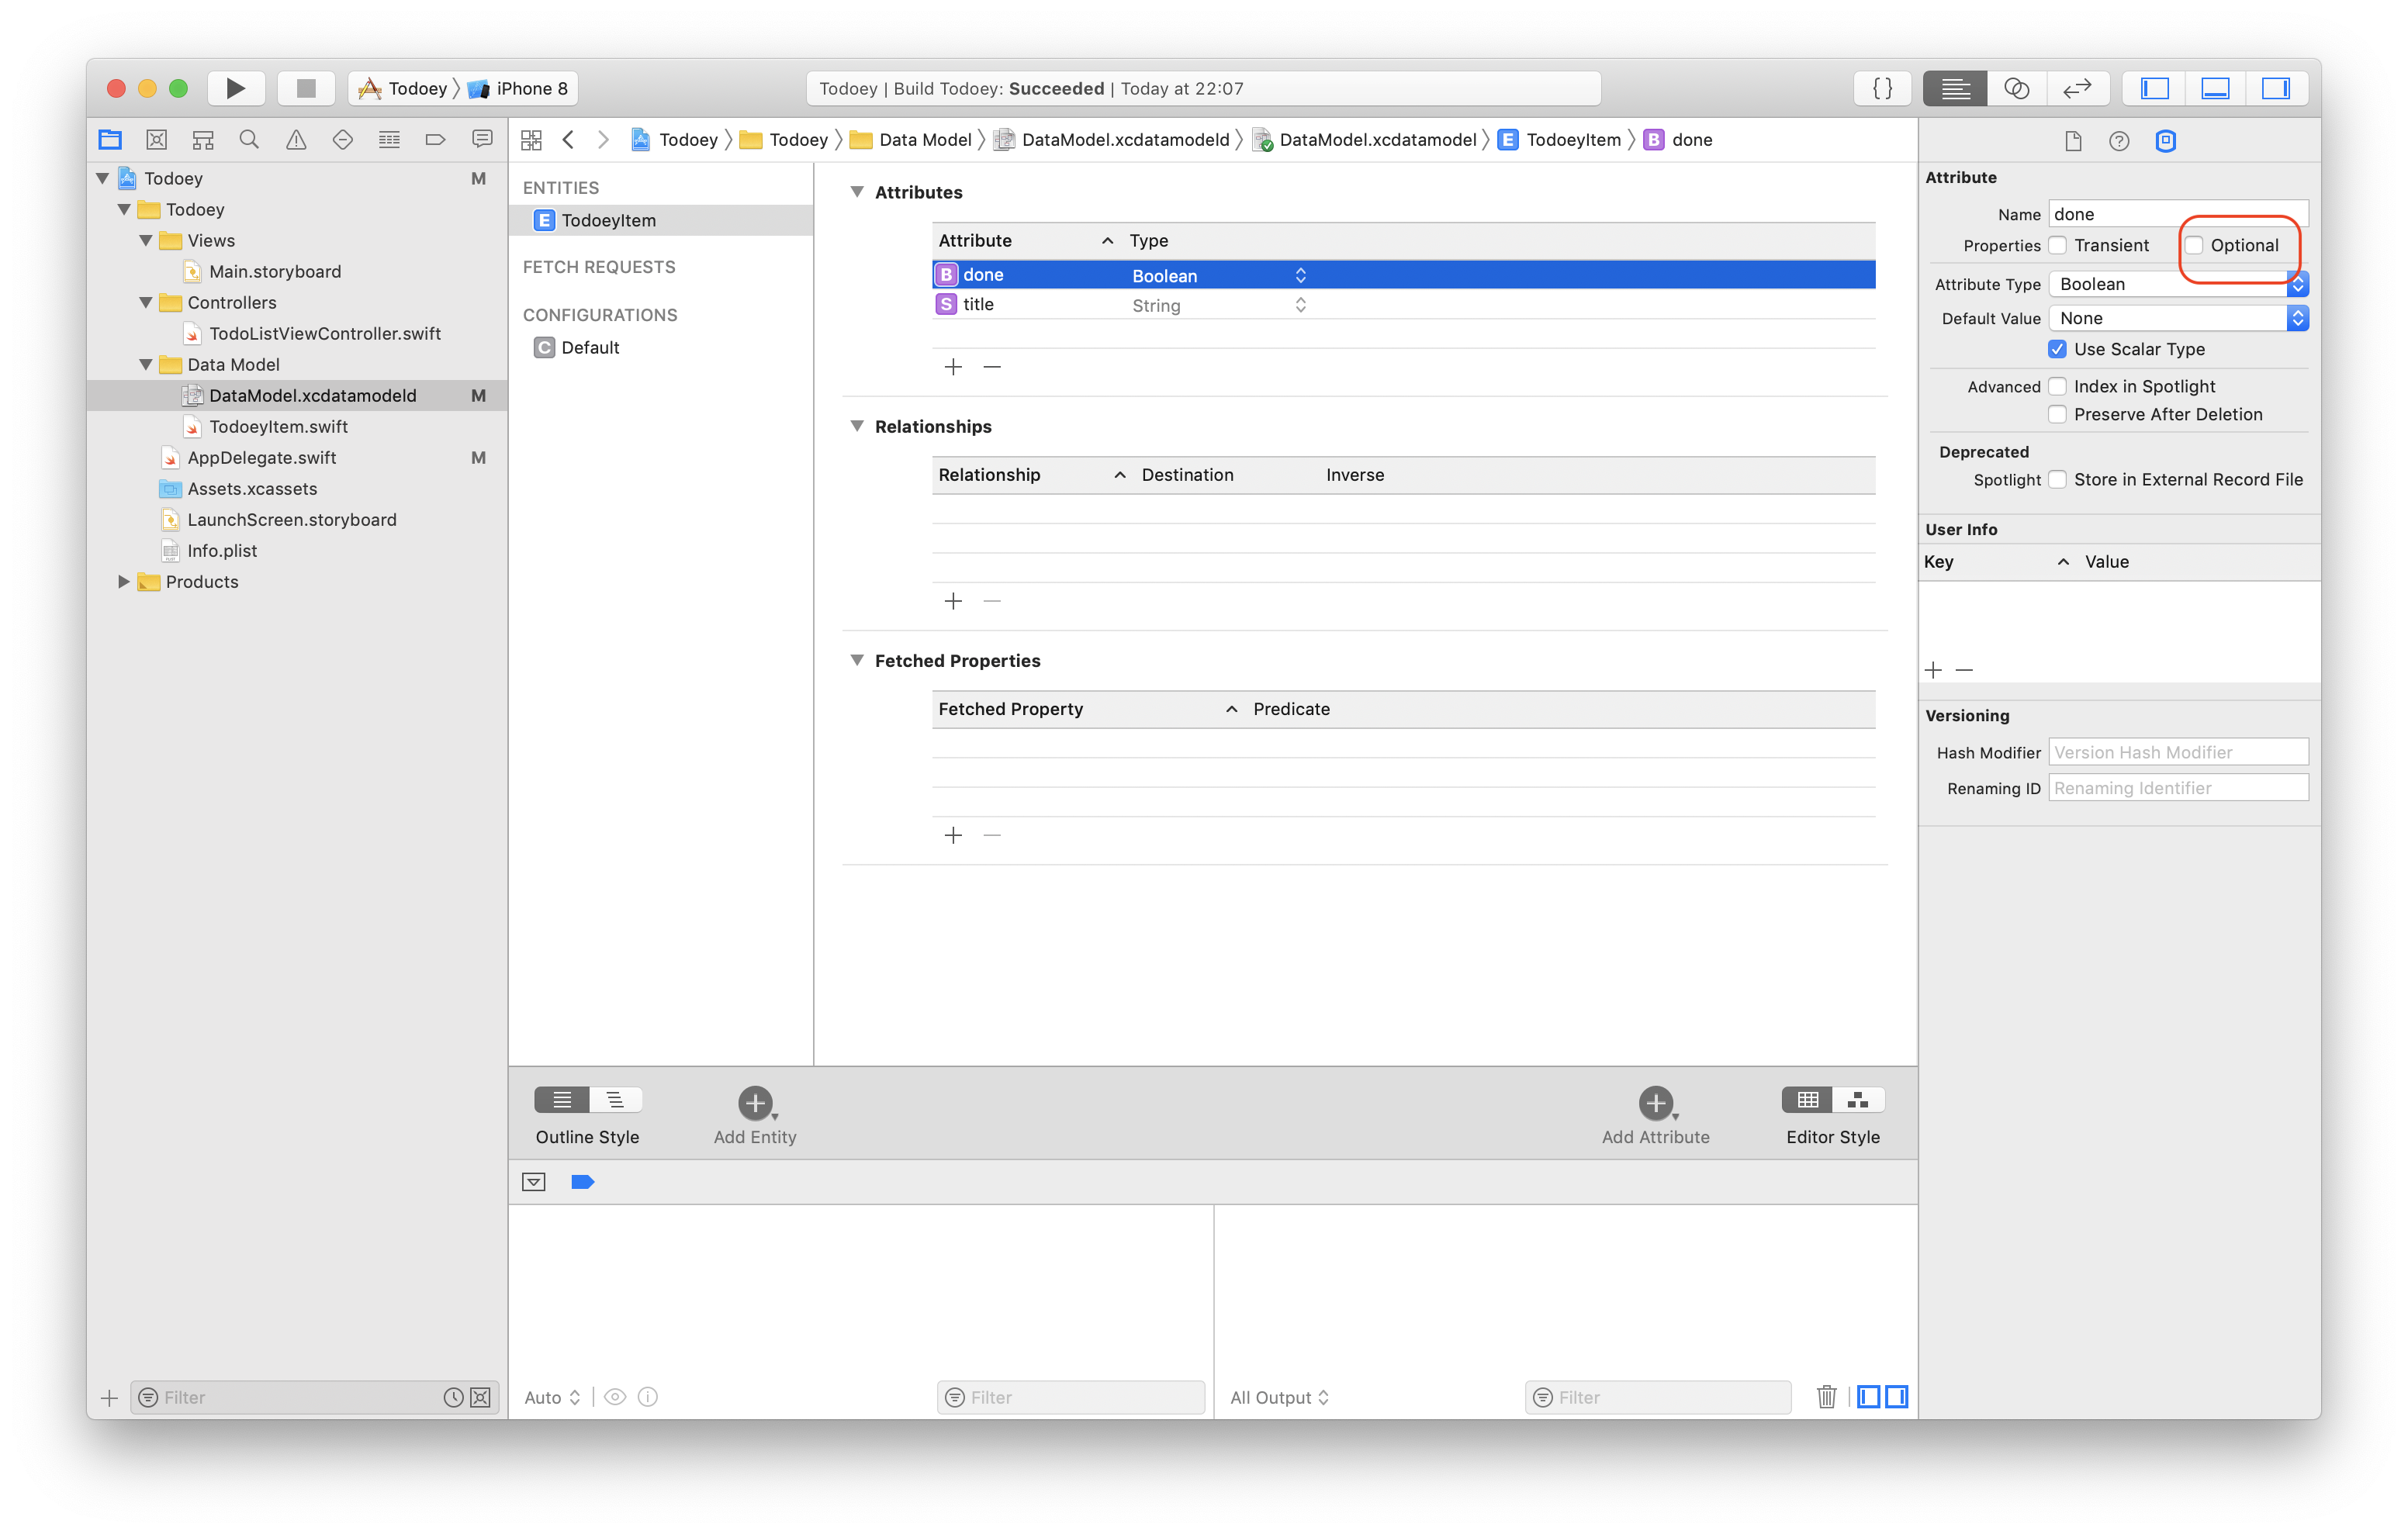 Todoey 〉 iPhone 8
Todoey | Build Todoey: Succeeded | Today at 22:07
{ }
Todoey 〉 Todoey 〉 Data Model 〉 DataModel.xcdatamodeld 〉 DataModel.xcdatamodel 〉 E TodoeyItem 〉 B done
Todoey M
Todoey
Views
Main.storyboard
Controllers
TodoListViewController.swift
Data Model
DataModel.xcdatamodeld M
TodoeyItem.swift
AppDelegate.swift M
Assets.xcassets
LaunchScreen.storyboard
Info.plist
Products
Filter
ENTITIES
E TodoeyItem
FETCH REQUESTS
CONFIGURATIONS
C Default
Attributes
Attribute Type
B done Boolean
S title String
Relationships
Relationship Destination Inverse
Fetched Properties
Fetched Property Predicate
Outline Style Add Entity Add Attribute Editor Style
Auto Filter
All Output Filter
Attribute
Name done
Properties Transient Optional
Attribute Type Boolean
Default Value None
Use Scalar Type
Advanced Index in Spotlight
Preserve After Deletion
Deprecated
Spotlight Store in External Record File
User Info
Key Value
Versioning
Hash Modifier Version Hash Modifier
Renaming ID Renaming Identifier